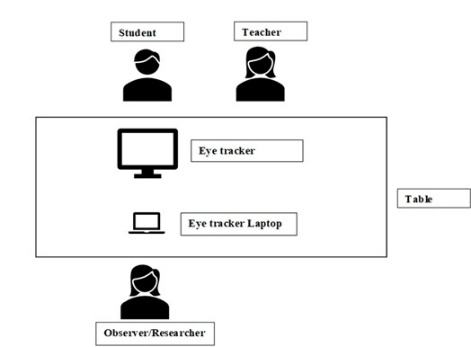 Student
Teacher
Eye tracker
Table
Eye tracker Laptop
Observer/Researcher